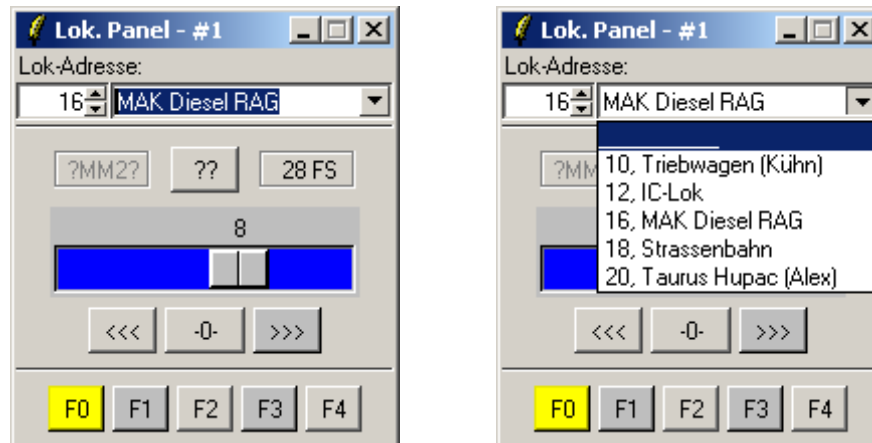 Lok. Panel - #1
Lok-Adresse:
16 MAK Diesel RAG
?MM2? ?? 28 FS
8
<<< -0- >>>
F0 F1 F2 F3 F4
Lok. Panel - #1
Lok-Adresse:
16 MAK Diesel RAG
10, Triebwagen (Kühn)
12, IC-Lok
16, MAK Diesel RAG
18, Strassenbahn
20, Taurus Hupac (Alex)
?MM
<<< -0- >>>
F0 F1 F2 F3 F4